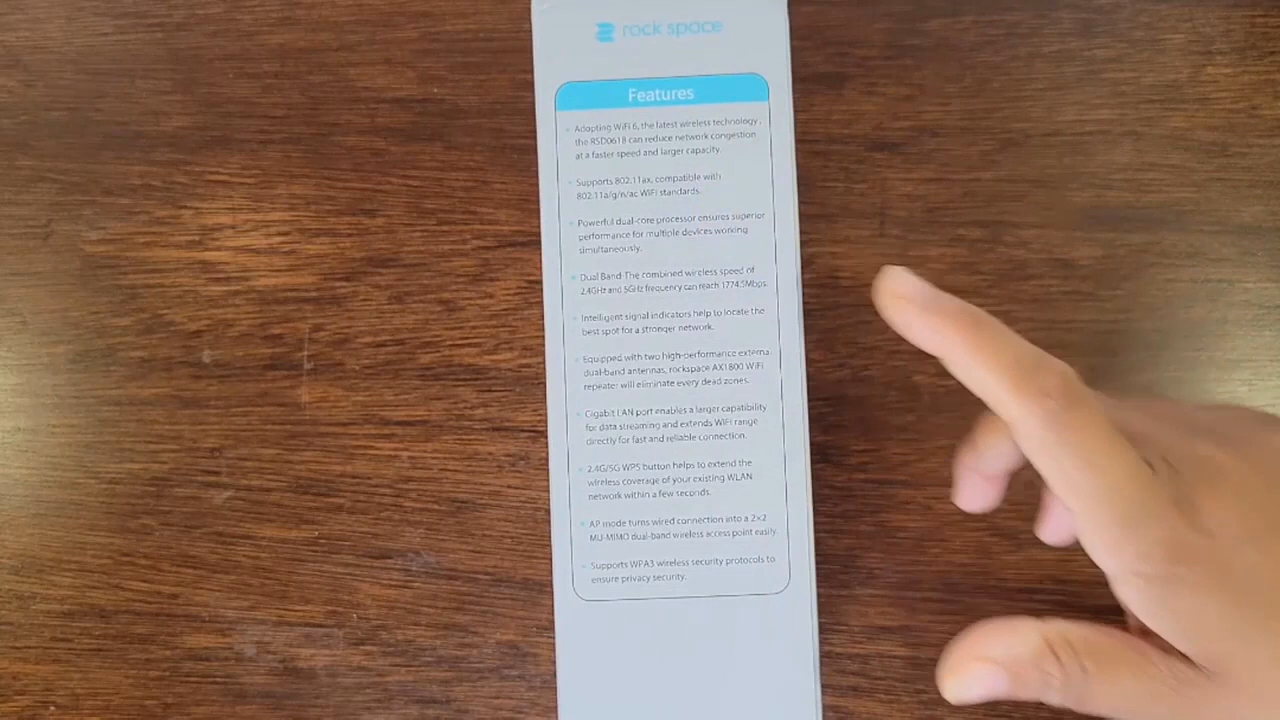 rock space
Features
Adopting WiFi 6, the latest wireless technology,
the RSD0618 can reduce network congestion
at a faster speed and larger capacity.
Supports 802.11ax, compatible with
802.11a/g/n/ac WiFi standards.
Powerful dual-core processor ensures superior
performance for multiple devices working
simultaneously.
Dual Band-The combined wireless speed of
2.4GHz and 5GHz frequency can reach 1774.5Mbps.
Intelligent signal indicators help to locate the
best spot for a stronger network.
Equipped with two high-performance external
dual-band antennas, rockspace AX1800 WiFi
repeater will eliminate every dead zones.
Gigabit LAN port enables a larger capatibility
for data streaming and extends WiFi range
directly for fast and reliable connection.
2.4G/5G WPS button helps to extend the
wireless coverage of your existing WLAN
network within a few seconds.
AP mode turns wired connection into a 2×2
MU-MIMO dual-band wireless access point easily.
Supports WPA3 wireless security protocols to
ensure privacy security.